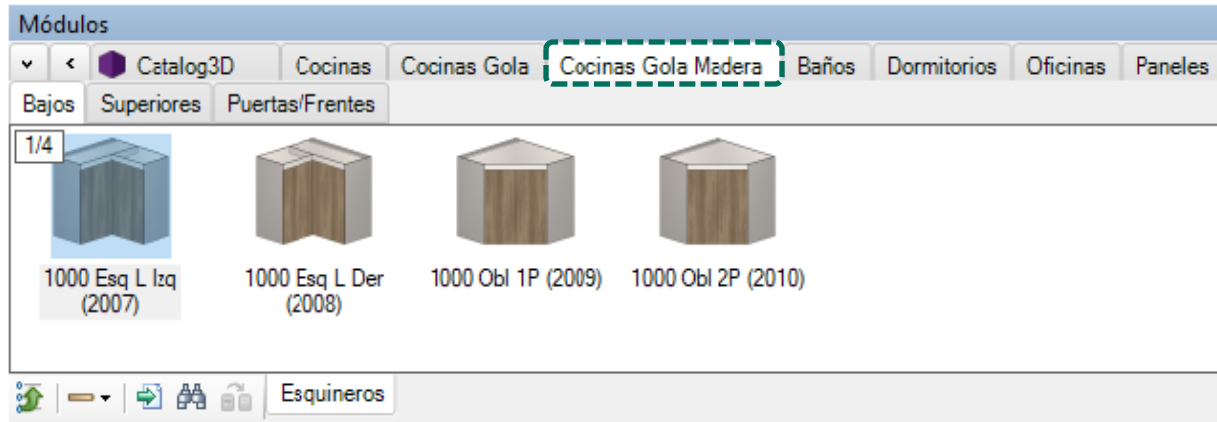 Módulos
Catalog3D Cocinas Cocinas Gola Cocinas Gola Madera Baños Dormitorios Oficinas Paneles
Bajos Superiores Puertas/Frentes
1/4
1000 Esq L Izq (2007)
1000 Esq L Der (2008)
1000 Obl 1P (2009)
1000 Obl 2P (2010)
Esquineros